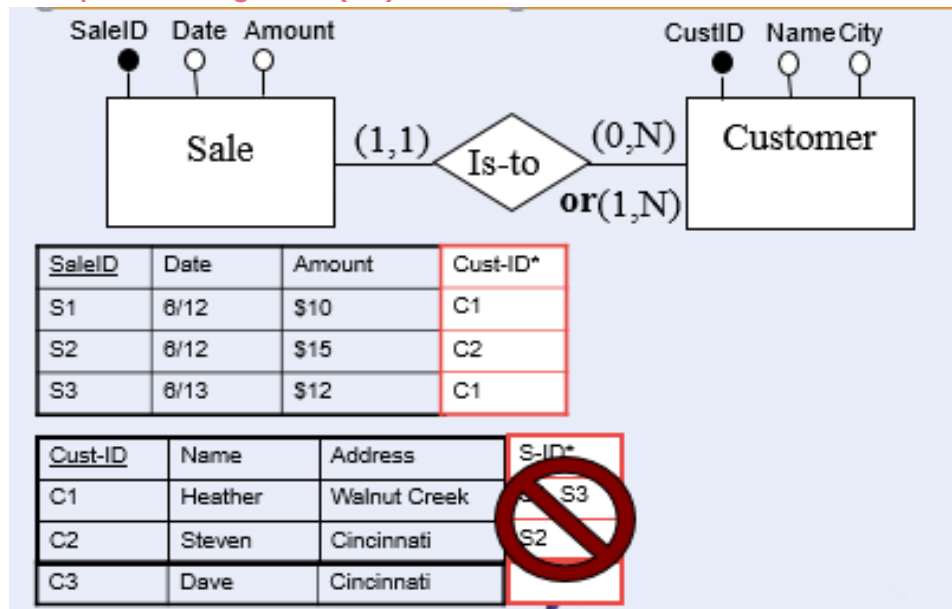 SaleID Date Amount
CustID Name City
Sale
(1,1)
Is-to
(0,N)
or(1,N)
Customer
SaleID Date Amount Cust-ID*
S1 6/12 $10 C1
S2 6/12 $15 C2
S3 6/13 $12 C1
Cust-ID Name Address S-ID*
C1 Heather Walnut Creek S3
C2 Steven Cincinnati S2
C3 Dave Cincinnati